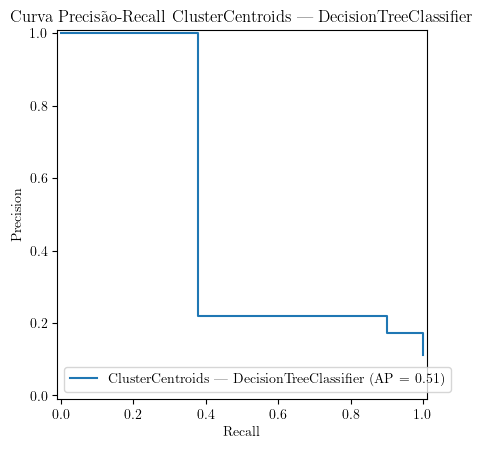 Curva Precisão-Recall ClusterCentroids — DecisionTreeClassifier
1.0
0.8
0.6
0.4
0.2
0.0
Precision
ClusterCentroids — DecisionTreeClassifier (AP = 0.51)
0.0 0.2 0.4 0.6 0.8 1.0
Recall